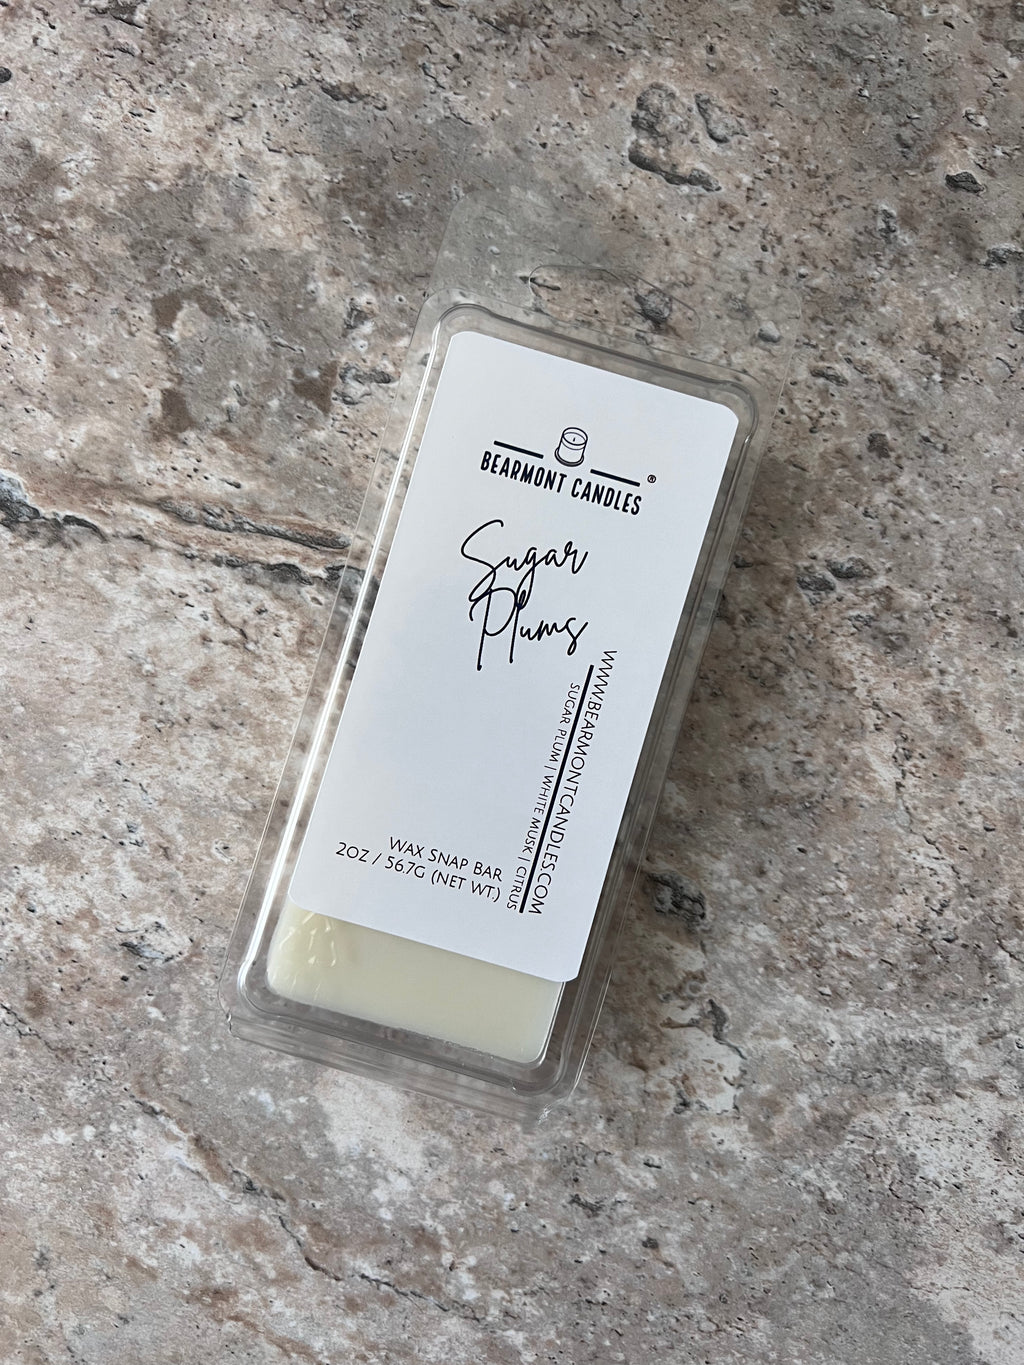 BEARMONT CANDLES®
Sugar
Plums
WWW.BEARMONTCANDLES.COM
SUGAR PLUM | WHITE MUSK | CITRUS
WAX SNAP BAR
2OZ / 56.7G (NET WT.)